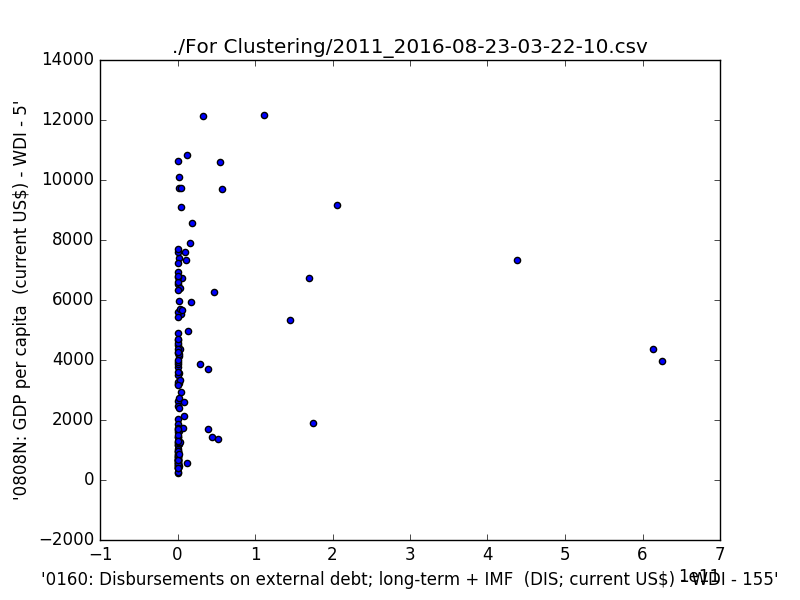 ./For Clustering/2011_2016-08-23-03-22-10.csv
14000
12000
10000
8000
6000
4000
2000
0
−2000
'0808N: GDP per capita  (current US$) - WDI - 5'
−1 0 1 2 3 4 5 6 7
1e11
'0160: Disbursements on external debt; long-term + IMF  (DIS; current US$) - WDI - 155'